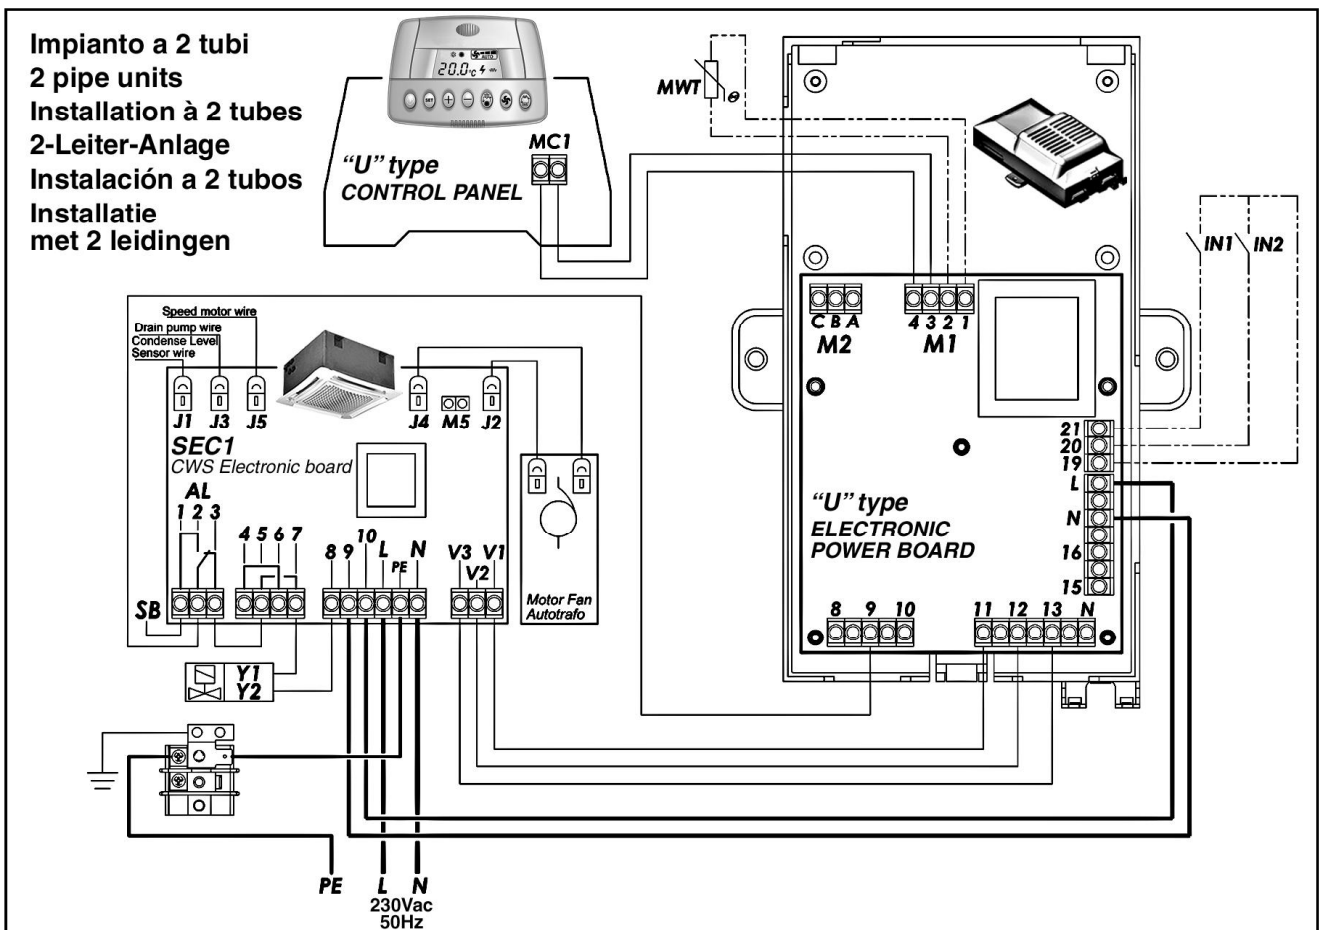 Impianto a 2 tubi
2 pipe units
Installation à 2 tubes
2-Leiter-Anlage
Instalación a 2 tubos
Installatie
met 2 leidingen
AUTO
20.0°C
SET
"U" type
CONTROL PANEL
MC1
MWT
IN1 IN2
C B A
M2
4 3 2 1
M1
21
20
19
L
N
16
15
"U" type
ELECTRONIC
POWER BOARD
8 9 10
11 12 13 N
Speed motor wire
Drain pump wire
Condense Level
Sensor wire
J1 J3 J5
J4 M5 J2
SEC1
CWS Electronic board
AL
1 2 3
4 5 6 7
8 9 10 L PE N
V3 V2 V1
SB
Motor Fan
Autotrafo
Y1
Y2
PE L N
230Vac
50Hz